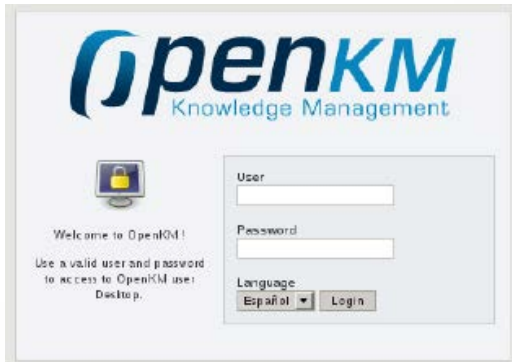 OpenKM
Knowledge Management
Welcome to OpenKM !
Use a valid user and password
to access to OpenKM user
Desktop.
User
Password
Language
Español Login